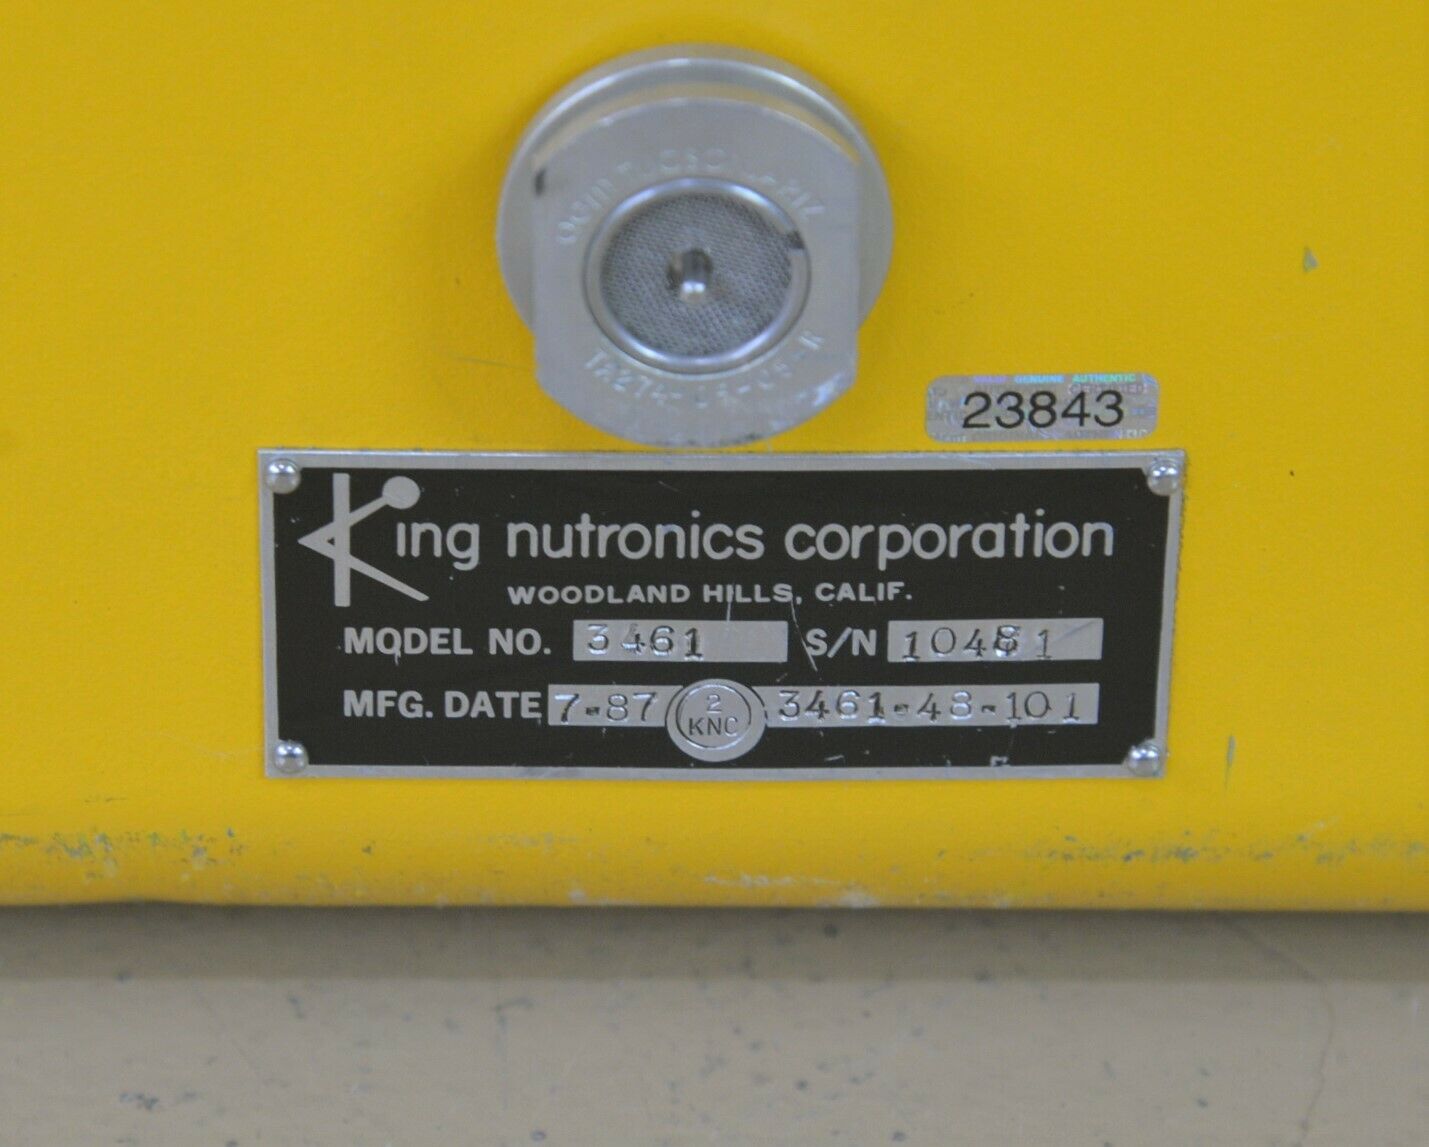 VALID GENUINE AUTHENTIC
23843
King nutronics corporation
WOODLAND HILLS, CALIF.
MODEL NO. 3461 S/N 10481
MFG. DATE 7-87 2 KNC 3461-48-101